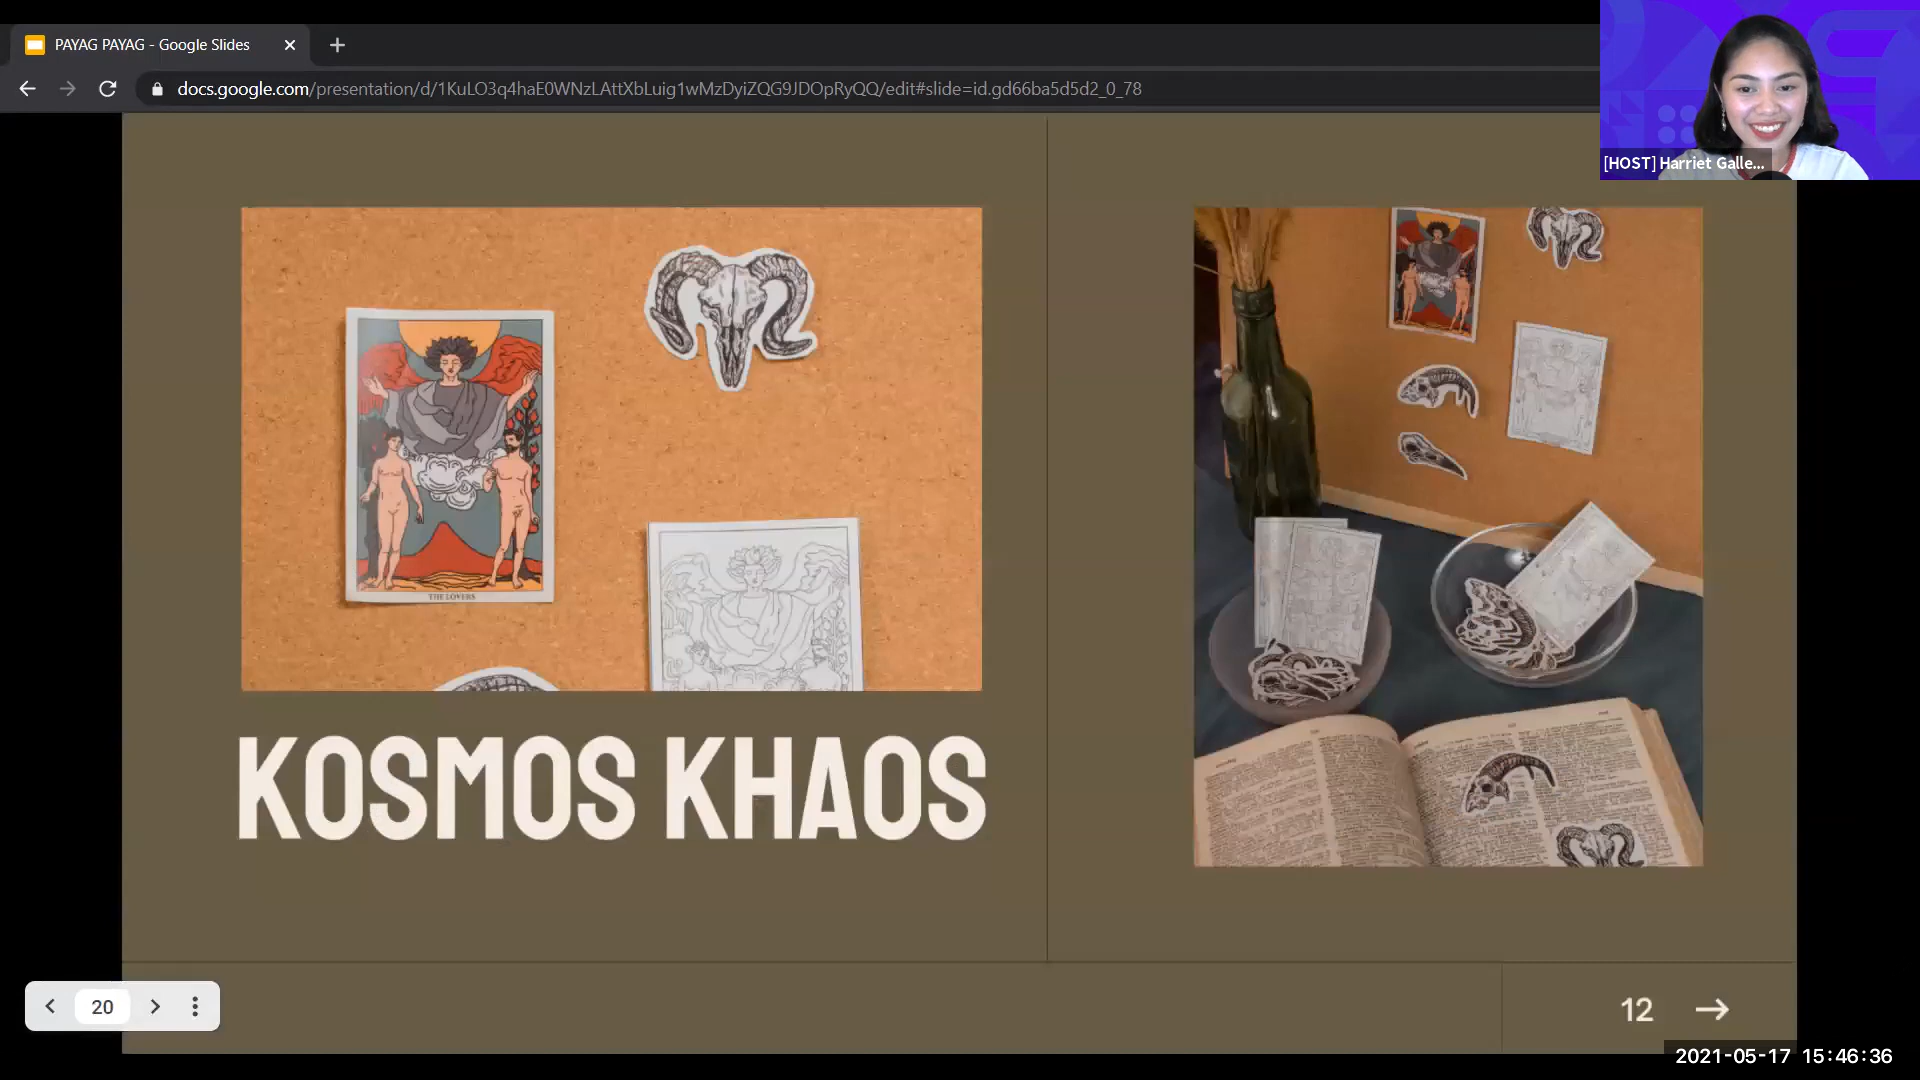 PAYAG PAYAG - Google Slides
docs.google.com/presentation/d/1KuLO3q4haE0WNzLAttXbLuig1wMzDyiZQG9JDOpRyQQ/edit#slide=id.gd66ba5d5d2_0_78
[HOST] Harriet Galle...
THE LOVERS
KOSMOS KHAOS
20
12
2021-05-17 15:46:36